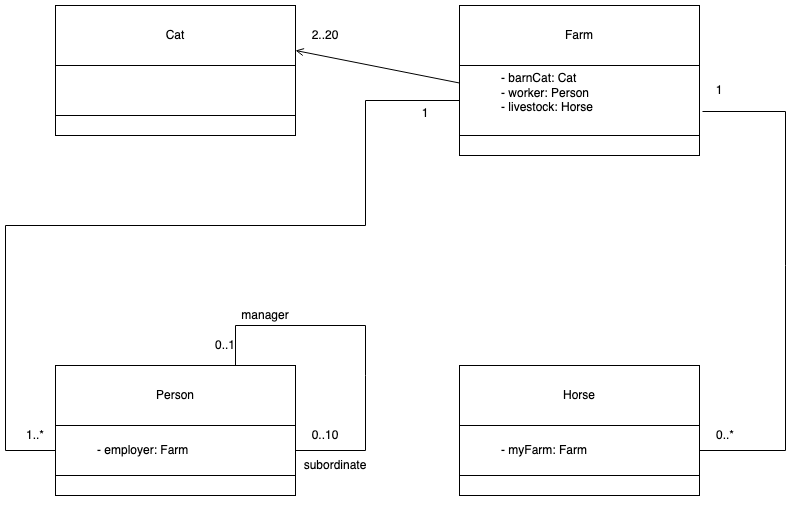 Cat
2..20
Farm
- barnCat: Cat
- worker: Person
- livestock: Horse
1
1
manager
0..1
Person
Horse
1..*
- employer: Farm
0..10
subordinate
- myFarm: Farm
0..*